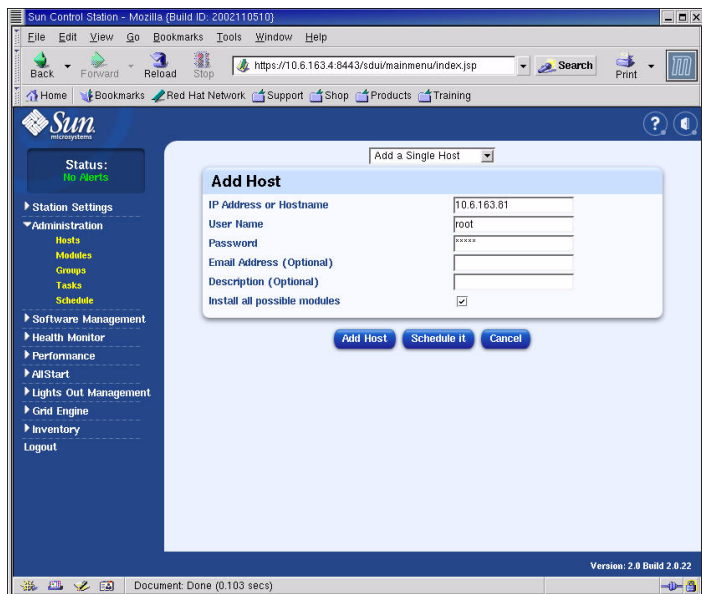 Sun Control Station - Mozilla {Build ID: 2002110510}
File Edit View Go Bookmarks Tools Window Help
Back Forward Reload Stop https://10.6.163.4:8443/sdui/mainmenu/index.jsp Search Print
Home Bookmarks Red Hat Network Support Shop Products Training
Sun
microsystems
?
Status:
No Alerts
Station Settings
Administration
Hosts
Modules
Groups
Tasks
Schedule
Software Management
Health Monitor
Performance
AllStart
Lights Out Management
Grid Engine
Inventory
Logout
Add a Single Host
Add Host
IP Address or Hostname 10.6.163.81
User Name root
Password *****
Email Address (Optional)
Description (Optional)
Install all possible modules
Add Host Schedule it Cancel
Version: 2.0 Build 2.0.22
Document: Done (0.103 secs)